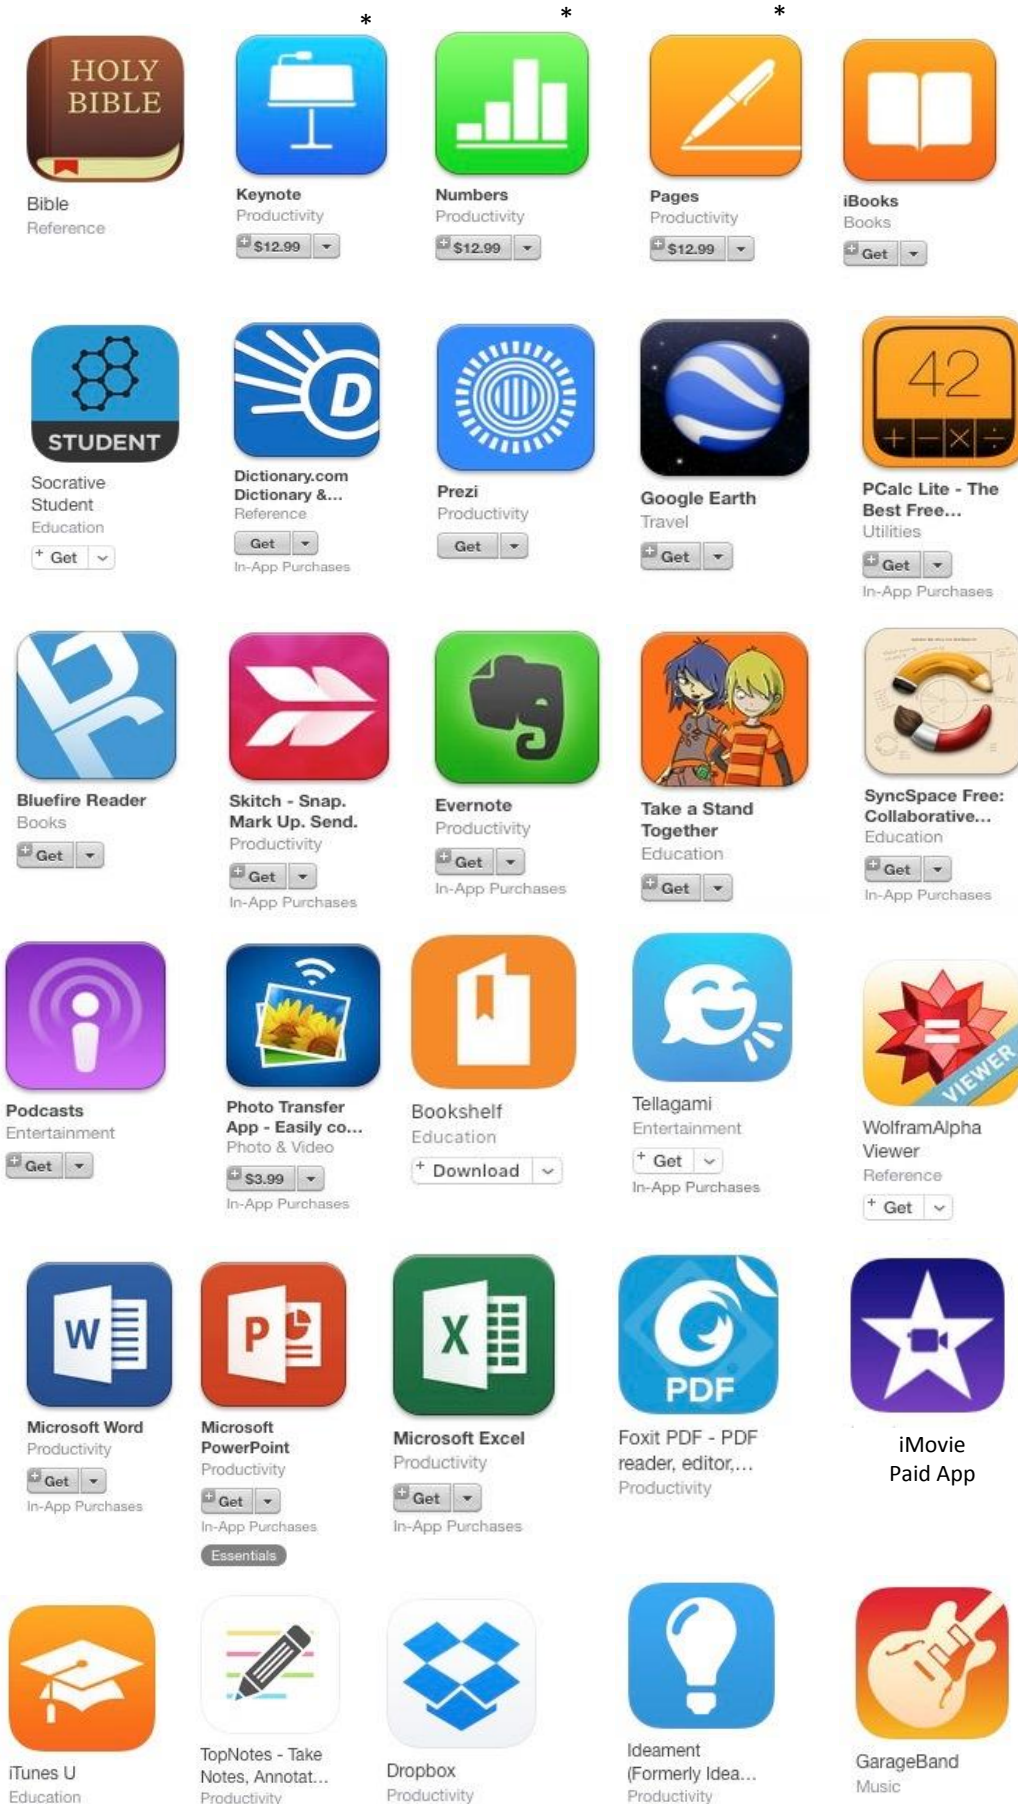 *
*
*
HOLY
BIBLE
Bible
Reference
Keynote
Productivity
+ $12.99
Numbers
Productivity
+ $12.99
Pages
Productivity
+ $12.99
iBooks
Books
+ Get
STUDENT
Socrative
Student
Education
+ Get
D
Dictionary.com
Dictionary &...
Reference
Get
In-App Purchases
Prezi
Productivity
Get
Google Earth
Travel
+ Get
42
+ − × ÷
PCalc Lite - The
Best Free...
Utilities
+ Get
In-App Purchases
Bluefire Reader
Books
+ Get
Skitch - Snap.
Mark Up. Send.
Productivity
+ Get
In-App Purchases
Evernote
Productivity
+ Get
In-App Purchases
Take a Stand
Together
Education
+ Get
SyncSpace Free:
Collaborative...
Education
+ Get
In-App Purchases
Podcasts
Entertainment
+ Get
Photo Transfer
App - Easily co...
Photo & Video
+ $3.99
In-App Purchases
Bookshelf
Education
+ Download
Tellagami
Entertainment
+ Get
In-App Purchases
=
VIEWER
WolframAlpha
Viewer
Reference
+ Get
W
Microsoft Word
Productivity
+ Get
In-App Purchases
P
Microsoft
PowerPoint
Productivity
+ Get
In-App Purchases
Essentials
X
Microsoft Excel
Productivity
+ Get
In-App Purchases
PDF
Foxit PDF - PDF
reader, editor,...
Productivity
iMovie
Paid App
iTunes U
Education
TopNotes - Take
Notes, Annotat...
Productivity
Dropbox
Productivity
Ideament
(Formerly Idea...
Productivity
GarageBand
Music